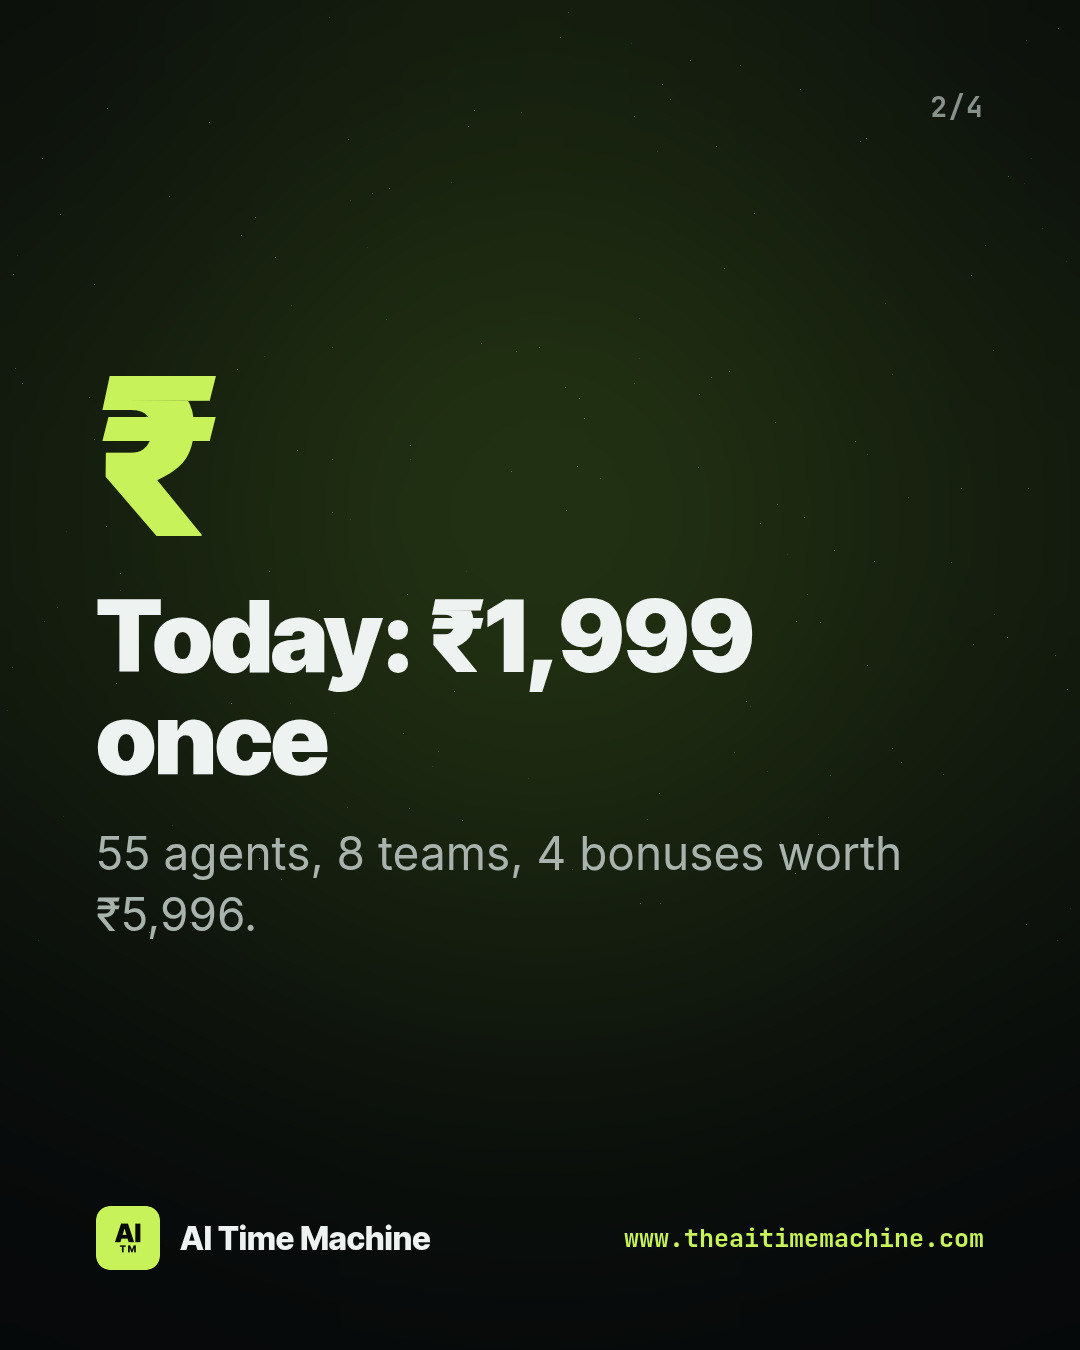 2/4
₹
Today: ₹1,999
once
55 agents, 8 teams, 4 bonuses worth
₹5,996.
AI
TM
AI Time Machine
www.theaitimemachine.com